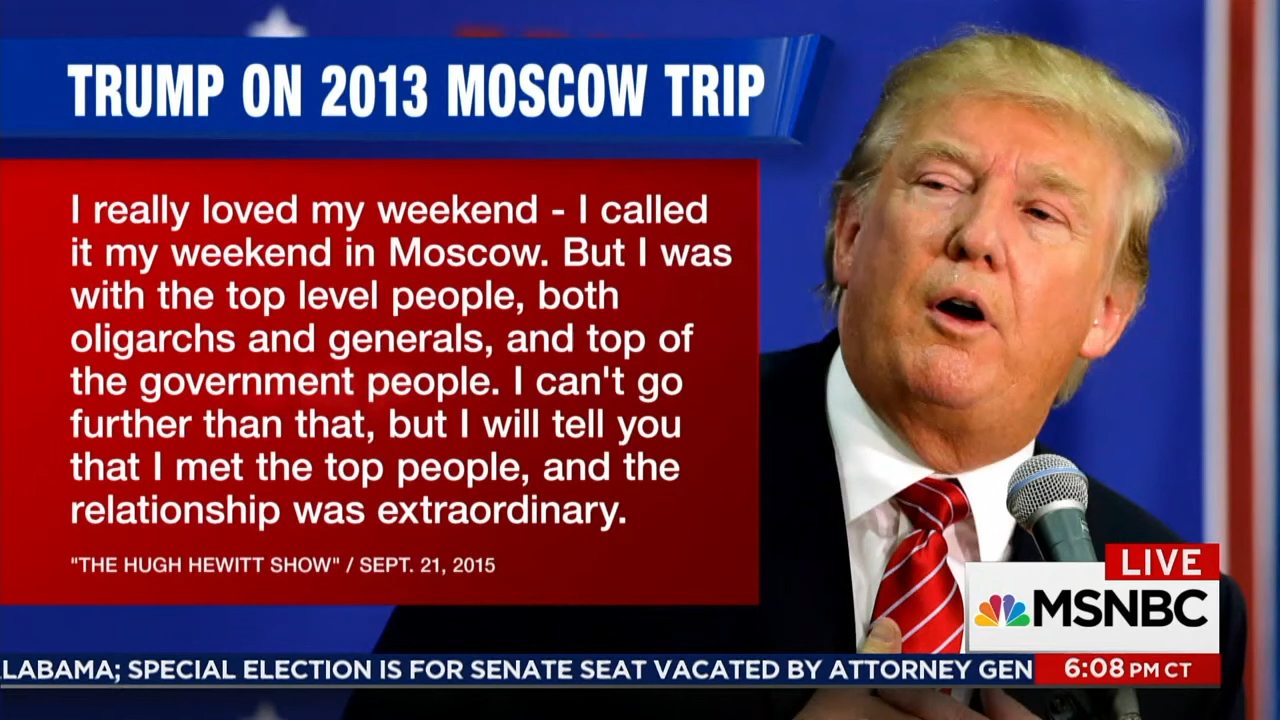 TRUMP ON 2013 MOSCOW TRIP
I really loved my weekend - I called
it my weekend in Moscow. But I was
with the top level people, both
oligarchs and generals, and top of
the government people. I can't go
further than that, but I will tell you
that I met the top people, and the
relationship was extraordinary.
"THE HUGH HEWITT SHOW" / SEPT. 21, 2015
LIVE
MSNBC
LABAMA; SPECIAL ELECTION IS FOR SENATE SEAT VACATED BY ATTORNEY GEN
6:08 PM CT